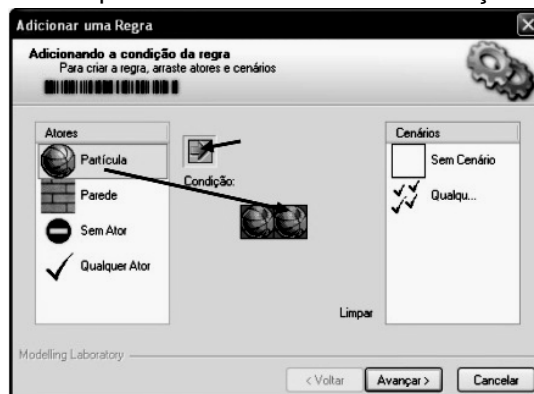 Adicionar uma Regra
Adicionando a condição da regra
Para criar a regra, arraste atores e cenários
Atores
Partícula
Parede
Sem Ator
Qualquer Ator
Condição:
Cenários
Sem Cenário
Qualqu...
Limpar
Modelling Laboratory
< Voltar
Avançar >
Cancelar